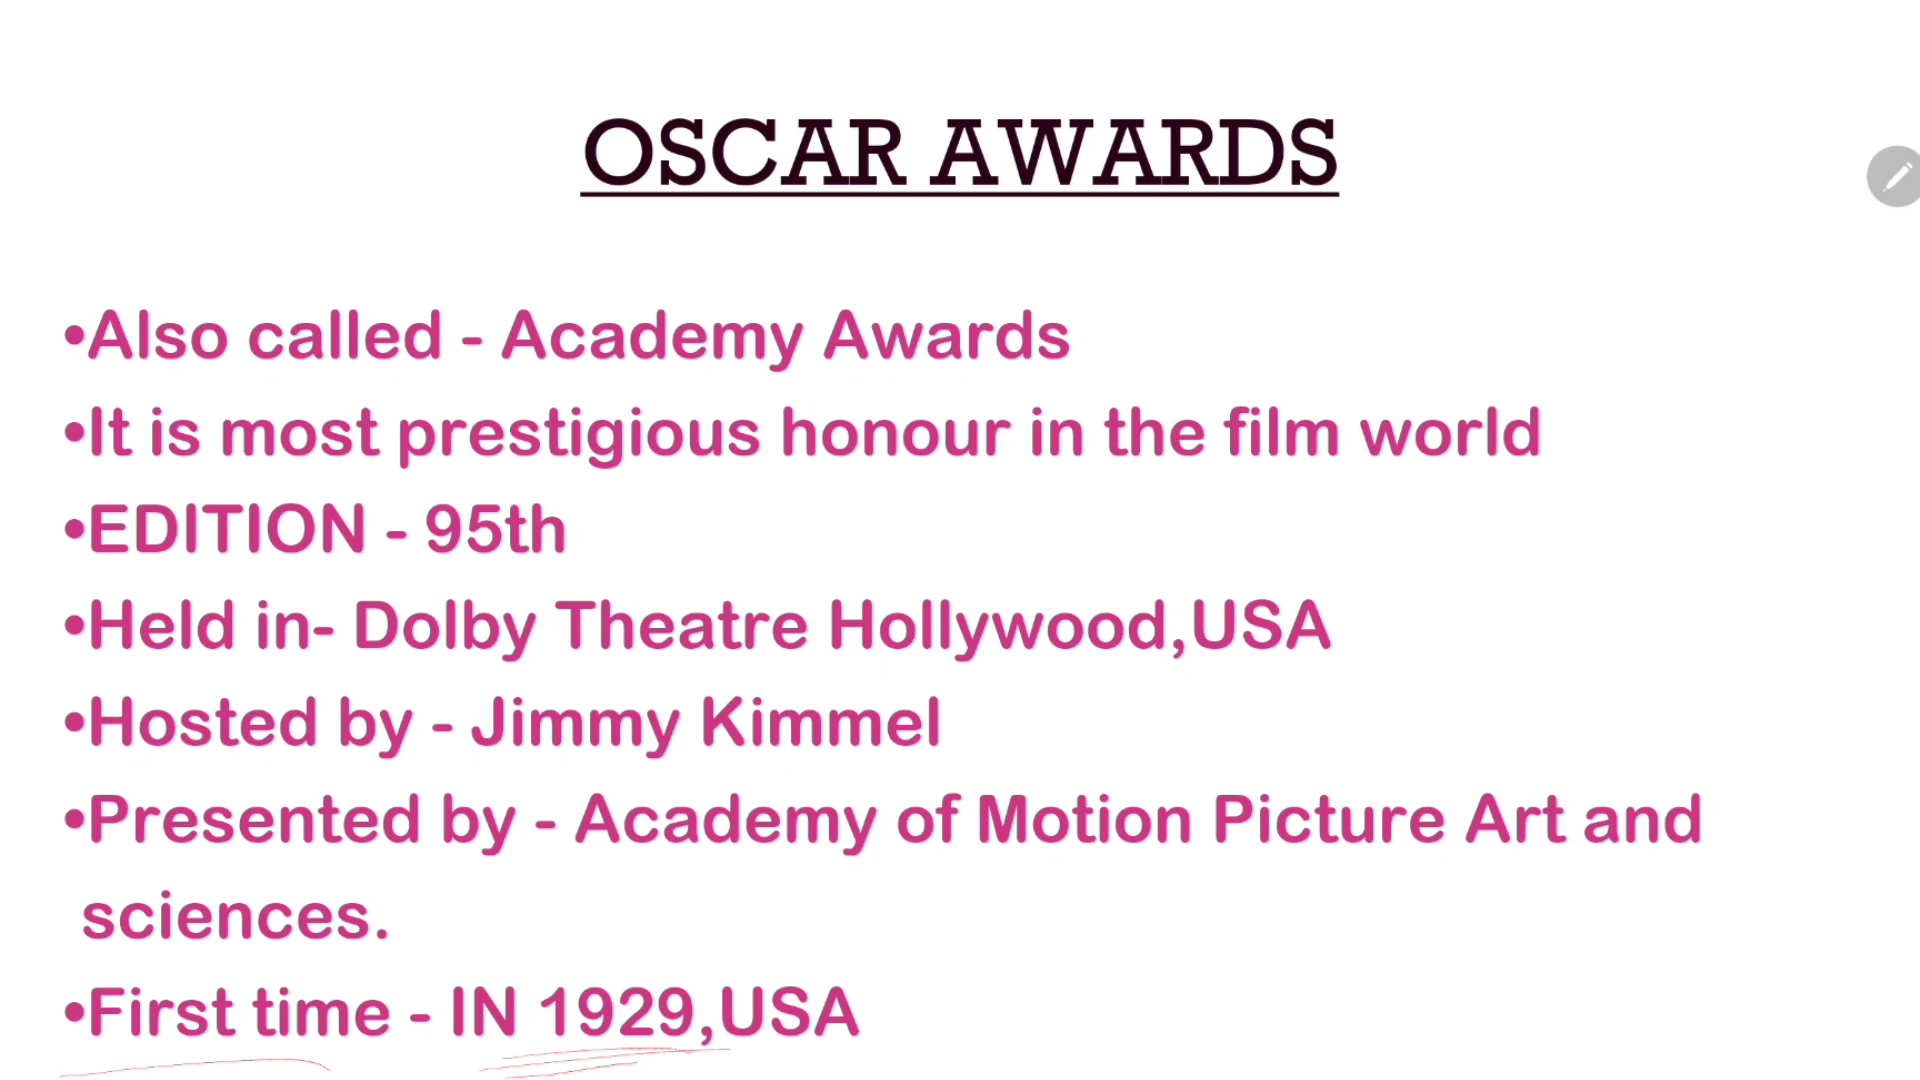 OSCAR AWARDS
•Also called - Academy Awards
•It is most prestigious honour in the film world
•EDITION - 95th
•Held in- Dolby Theatre Hollywood,USA
•Hosted by - Jimmy Kimmel
•Presented by - Academy of Motion Picture Art and
sciences.
•First time - IN 1929,USA